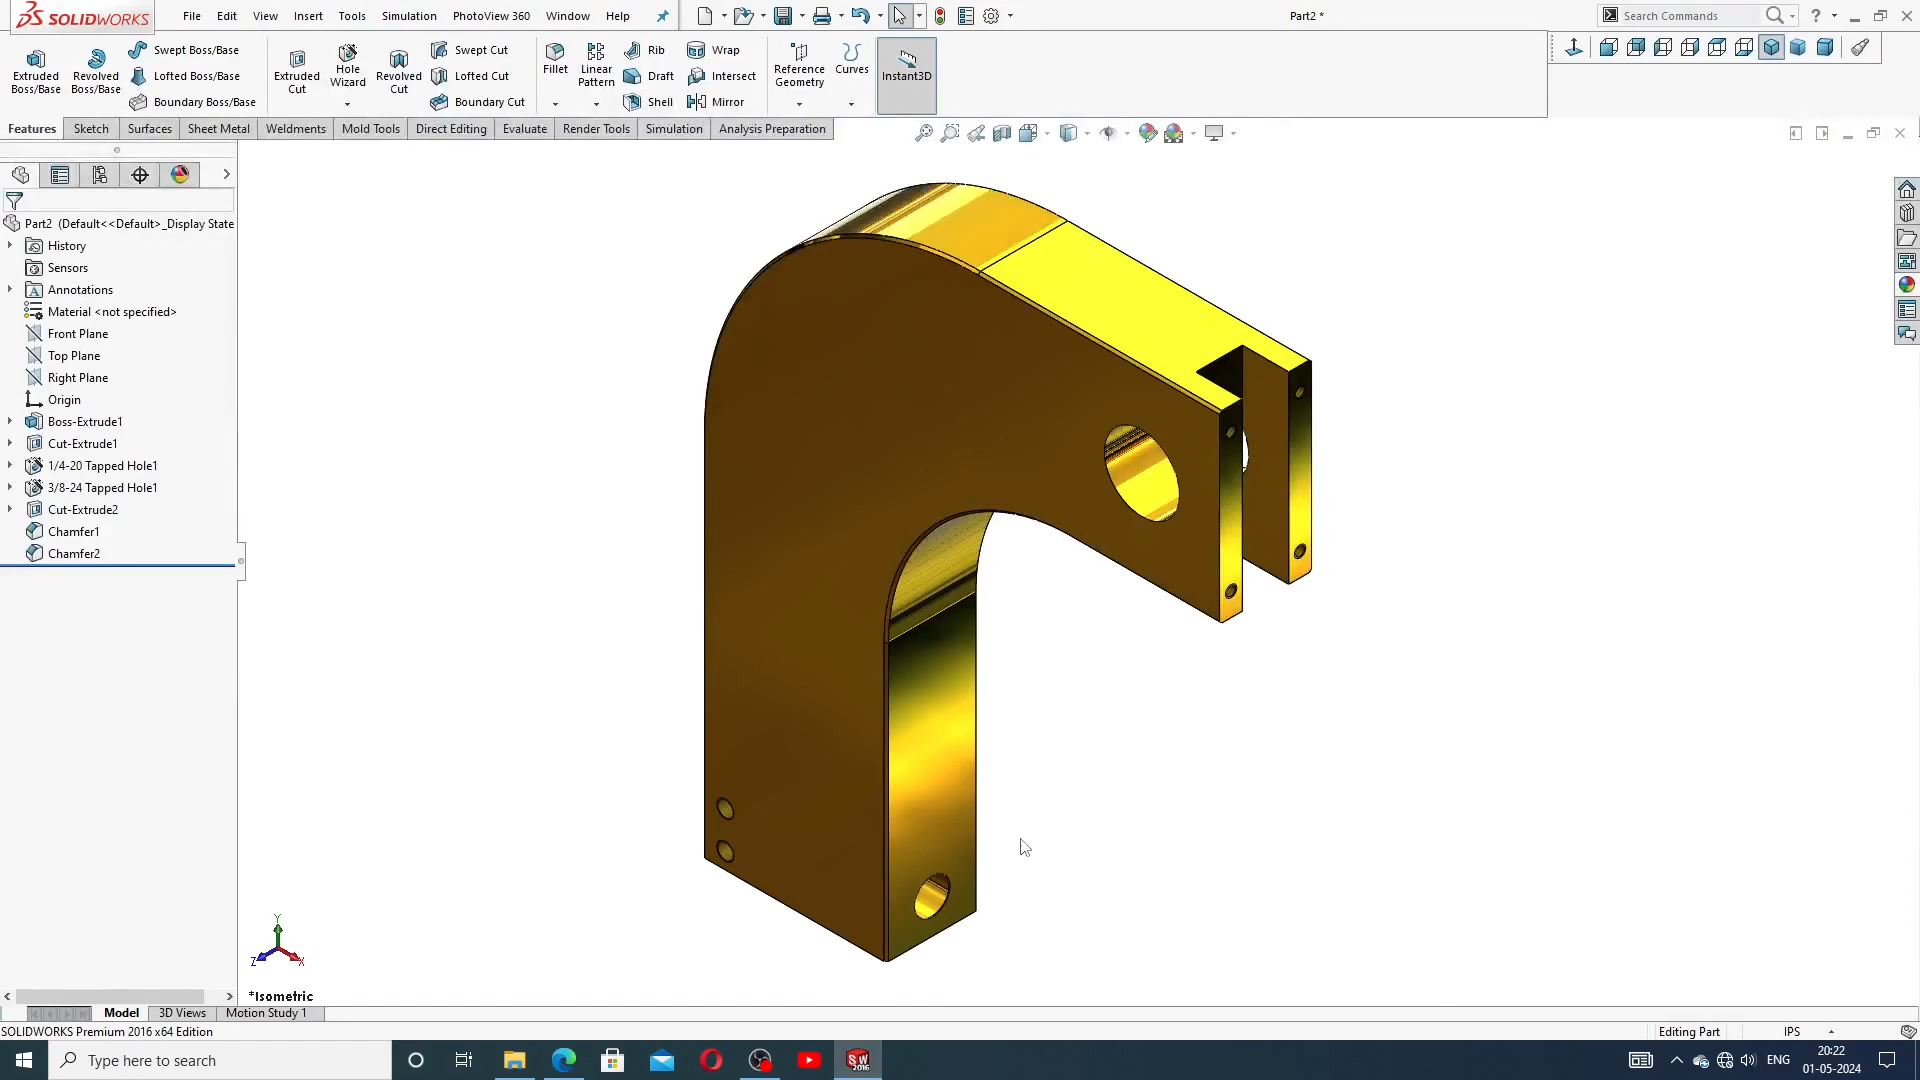 SOLIDWORKS File Edit View Insert Tools Simulation PhotoView 360 Window Help Part2 * Search Commands
Extruded Boss/Base
Revolved Boss/Base
Swept Boss/Base
Lofted Boss/Base
Boundary Boss/Base
Extruded Cut
Hole Wizard
Revolved Cut
Swept Cut
Lofted Cut
Boundary Cut
Fillet
Linear Pattern
Rib
Draft
Shell
Wrap
Intersect
Mirror
Reference Geometry
Curves
Instant3D
Features Sketch Surfaces Sheet Metal Weldments Mold Tools Direct Editing Evaluate Render Tools Simulation Analysis Preparation
Part2 (Default<<Default>_Display State
History
Sensors
Annotations
Material <not specified>
Front Plane
Top Plane
Right Plane
Origin
Boss-Extrude1
Cut-Extrude1
1/4-20 Tapped Hole1
3/8-24 Tapped Hole1
Cut-Extrude2
Chamfer1
Chamfer2
Y
Z X
*Isometric
Model 3D Views Motion Study 1
SOLIDWORKS Premium 2016 x64 Edition Editing Part IPS
Type here to search
SW 2016
ENG
20:22
01-05-2024